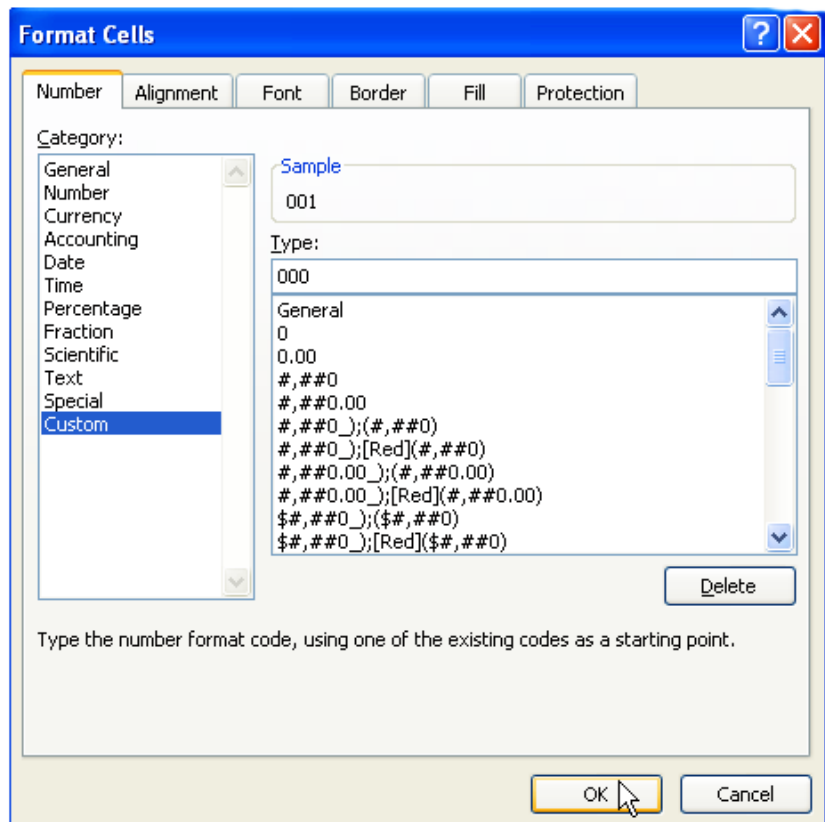 Format Cells
?
Number Alignment Font Border Fill Protection
Category:
General
Number
Currency
Accounting
Date
Time
Percentage
Fraction
Scientific
Text
Special
Custom
Sample
001
Type:
000
General
0
0.00
#,##0
#,##0.00
#,##0_);(#,##0)
#,##0_);[Red](#,##0)
#,##0.00_);(#,##0.00)
#,##0.00_);[Red](#,##0.00)
$#,##0_);($#,##0)
$#,##0_);[Red]($#,##0)
Delete
Type the number format code, using one of the existing codes as a starting point.
OK Cancel